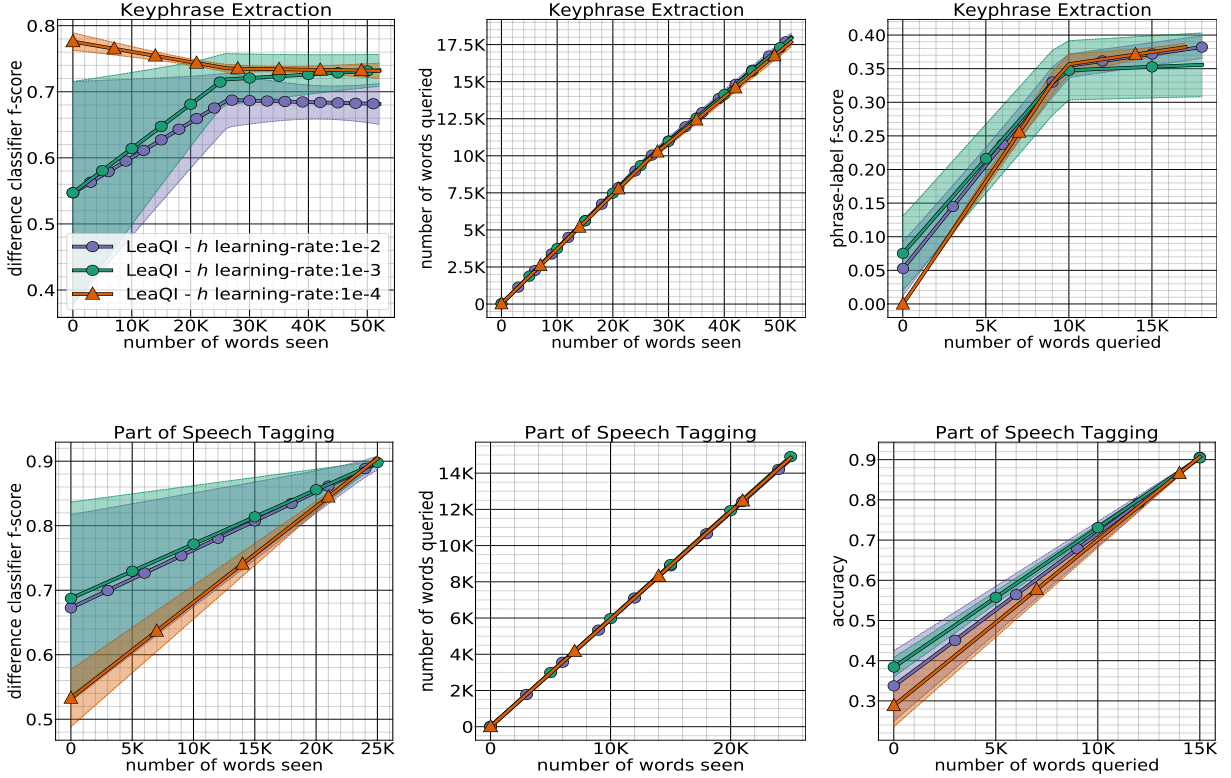 Keyphrase Extraction
difference classifier f-score
0.8
0.7
0.6
0.5
0.4
LeaQI - h learning-rate:1e-2
LeaQI - h learning-rate:1e-3
LeaQI - h learning-rate:1e-4
0 10K 20K 30K 40K 50K
number of words seen
Keyphrase Extraction
number of words queried
17.5K
15.0K
12.5K
10.0K
7.5K
5.0K
2.5K
0
0 10K 20K 30K 40K 50K
number of words seen
Keyphrase Extraction
phrase-label f-score
0.40
0.35
0.30
0.25
0.20
0.15
0.10
0.05
0.00
0 5K 10K 15K
number of words queried
Part of Speech Tagging
difference classifier f-score
0.9
0.8
0.7
0.6
0.5
0 5K 10K 15K 20K 25K
number of words seen
Part of Speech Tagging
number of words queried
14K
12K
10K
8K
6K
4K
2K
0
0 10K 20K
number of words seen
Part of Speech Tagging
accuracy
0.9
0.8
0.7
0.6
0.5
0.4
0.3
0 5K 10K 15K
number of words queried